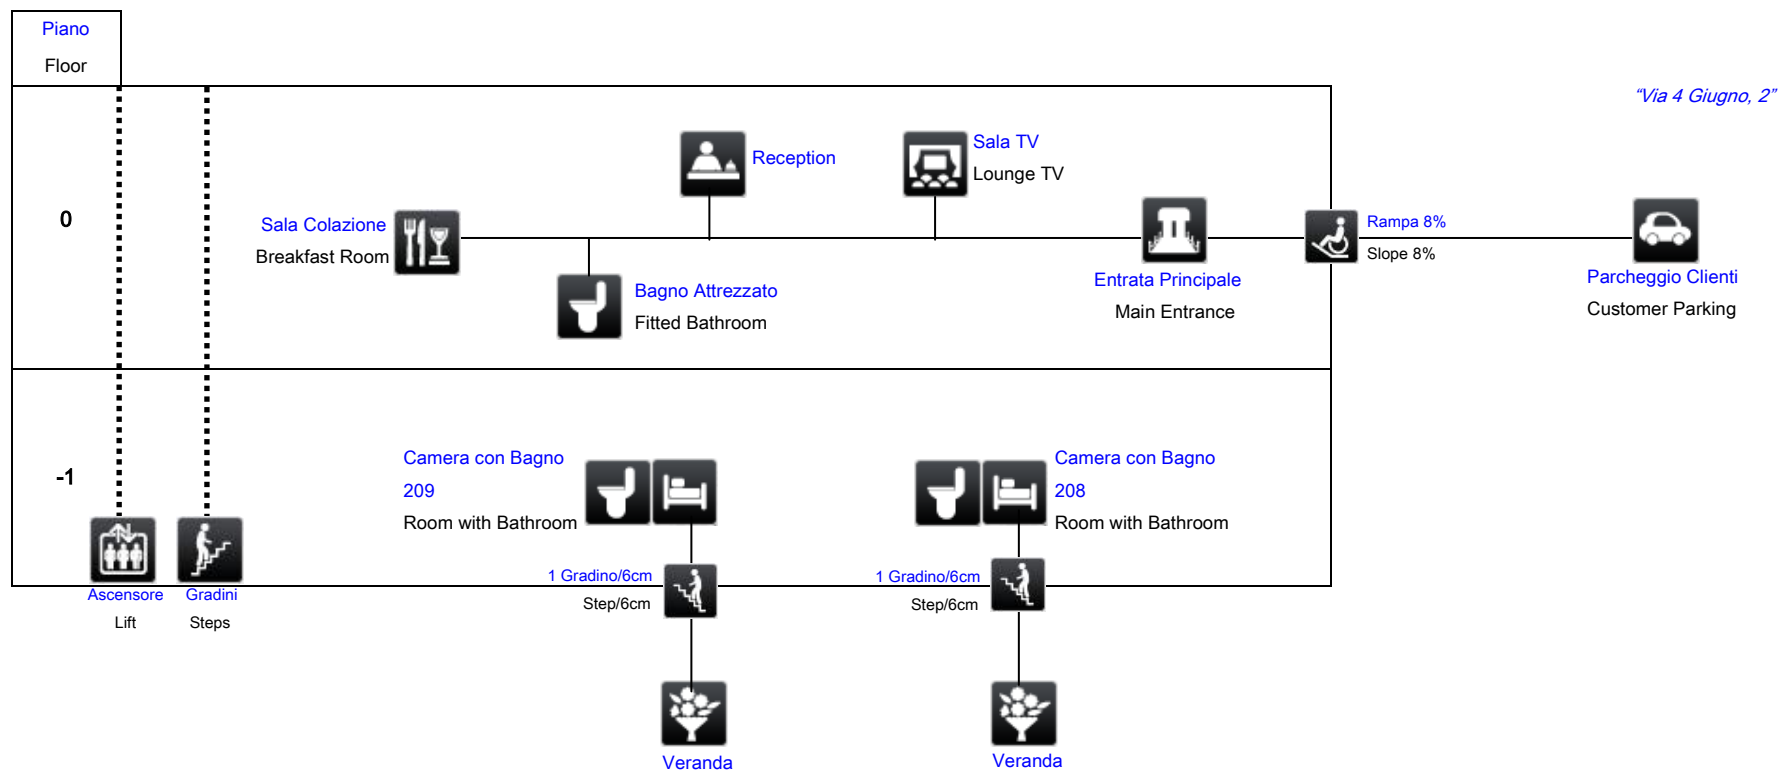 Piano
Floor
"Via 4 Giugno, 2"
0
Reception
Sala TV
Lounge TV
Sala Colazione
Breakfast Room
Bagno Attrezzato
Fitted Bathroom
Entrata Principale
Main Entrance
Rampa 8%
Slope 8%
Parcheggio Clienti
Customer Parking
-1
Camera con Bagno
209
Room with Bathroom
Camera con Bagno
208
Room with Bathroom
Ascensore
Lift
Gradini
Steps
1 Gradino/6cm
Step/6cm
1 Gradino/6cm
Step/6cm
Veranda
Veranda